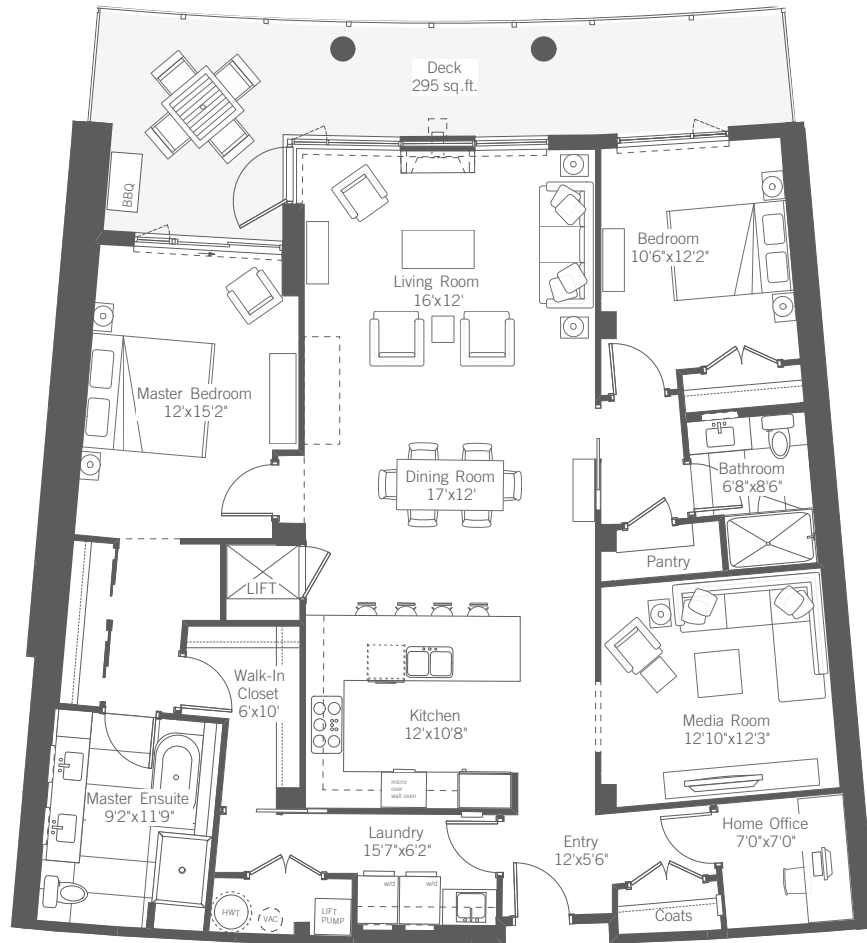 Deck
295 sq.ft.
BBQ
Bedroom
10'6"x12'2"
Living Room
16'x12'
Master Bedroom
12'x15'2"
Dining Room
17'x12'
Bathroom
6'8"x8'6"
Pantry
LIFT
Walk-In
Closet
6'x10'
Kitchen
12'x10'8"
Media Room
12'10"x12'3"
micro
over
wall oven
Master Ensuite
9'2"x11'9"
Laundry
15'7"x6'2"
Entry
12'x5'6"
Home Office
7'0"x7'0"
w/d
w/d
HWT
VAC
LIFT
PUMP
Coats